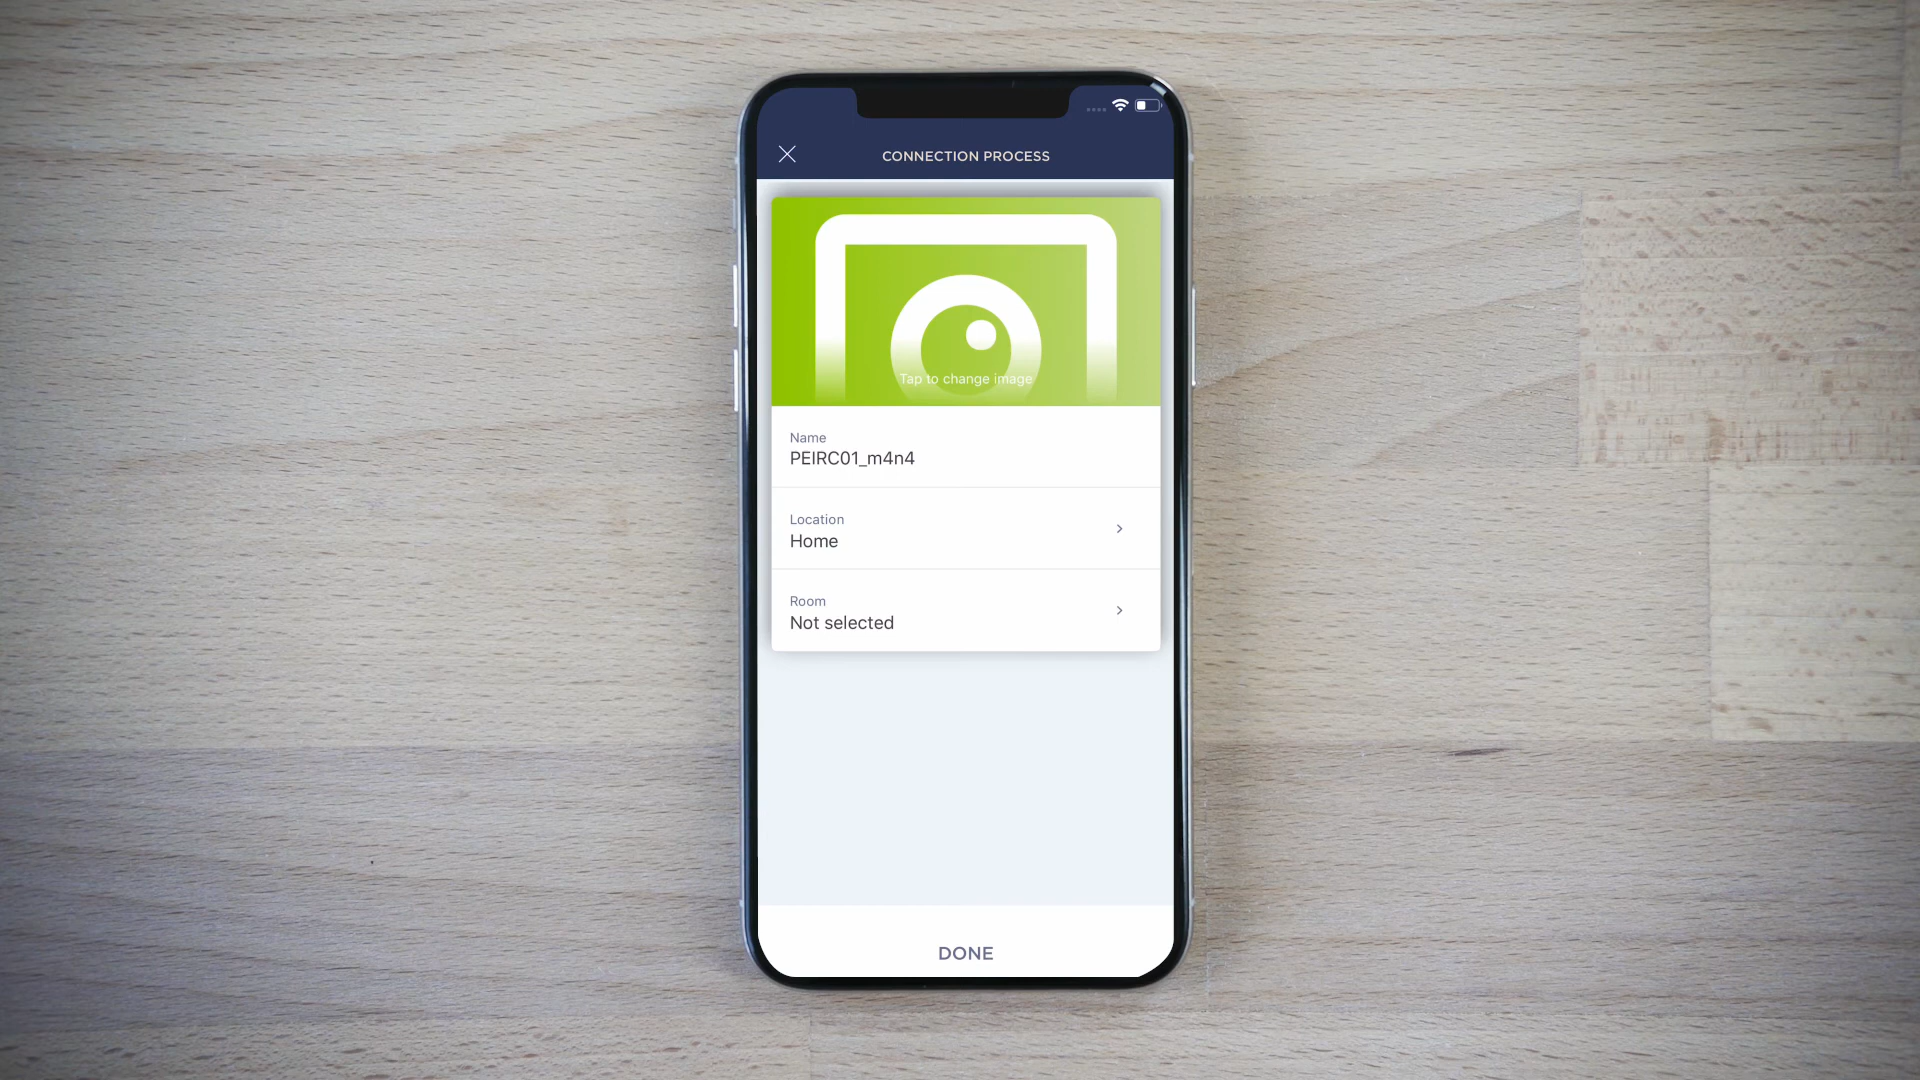 CONNECTION PROCESS
Tap to change image
Name
PEIRC01_m4n4
Location
Home
Room
Not selected
DONE